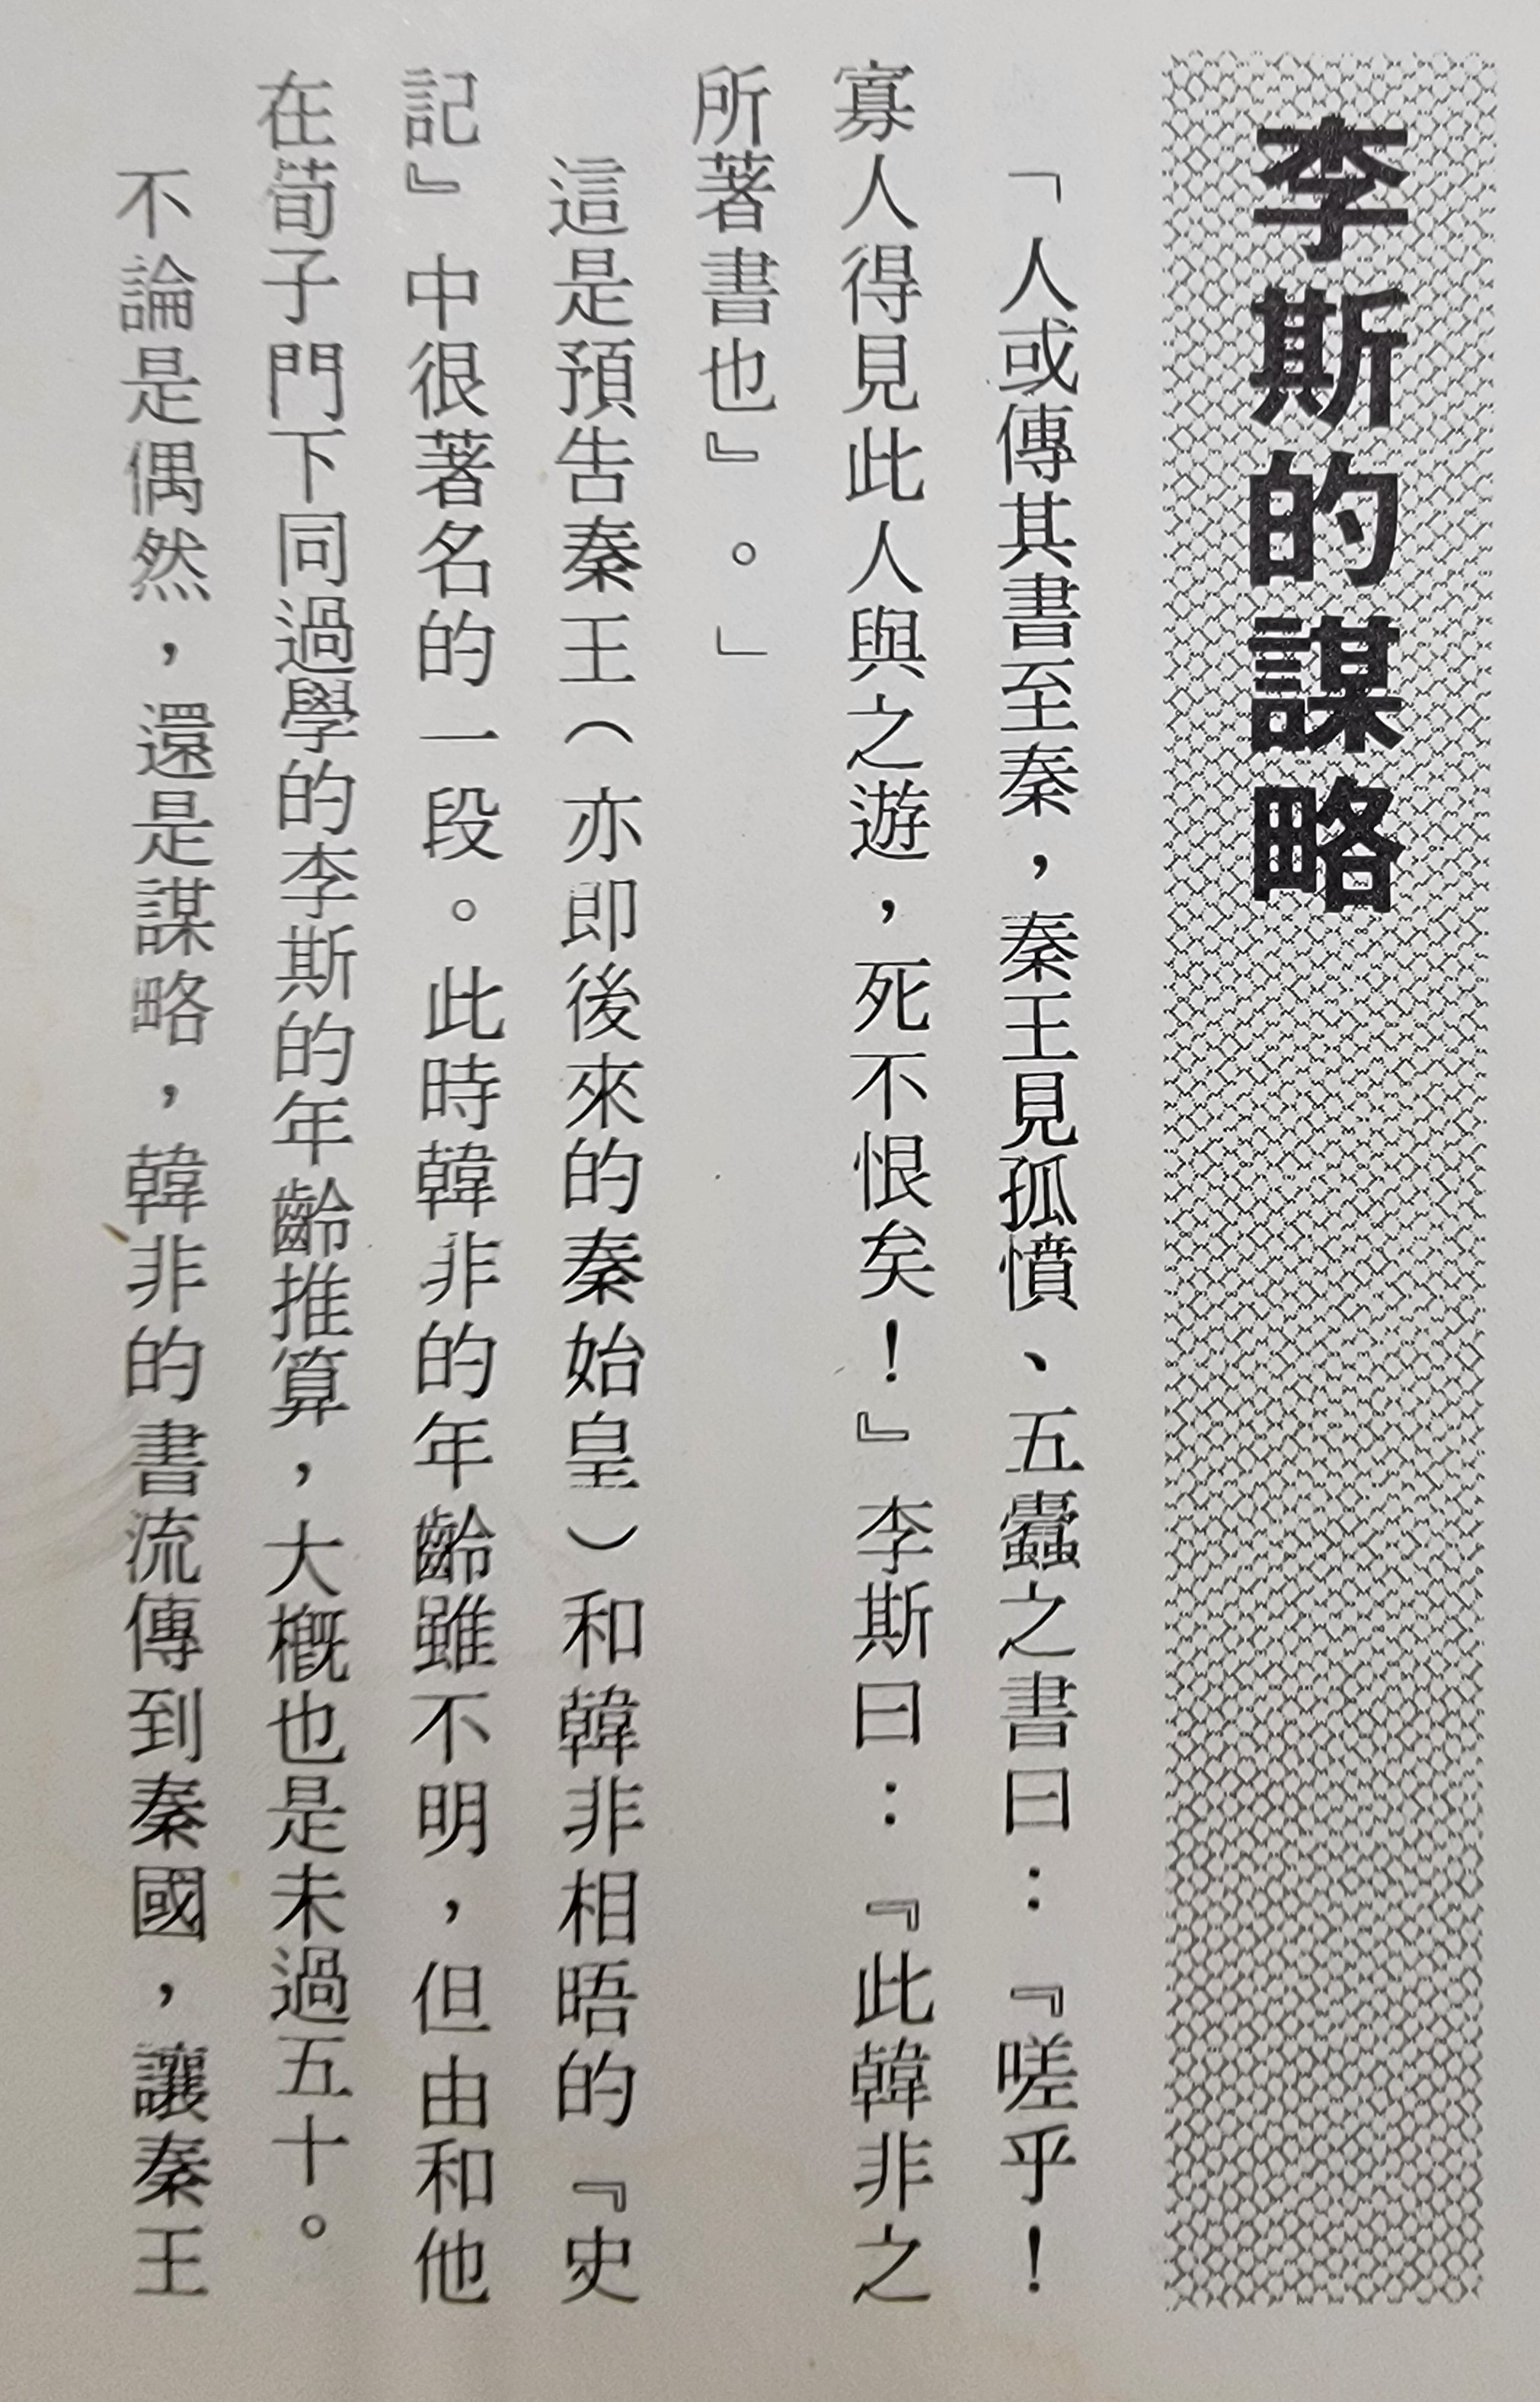 李斯的謀略
「人或傳其書至秦，秦王見孤憤、五蠹之書曰：『嗟乎！
寡人得見此人與之遊，死不恨矣！』李斯曰：『此韓非之
所著書也』。」
這是預告秦王（亦即後來的秦始皇）和韓非相晤的『史
記』中很著名的一段。此時韓非的年齡雖不明，但由和他
在荀子門下同過學的李斯的年齡推算，大概也是未過五十。
不論是偶然，還是謀略，韓非的書流傳到秦國，讓秦王